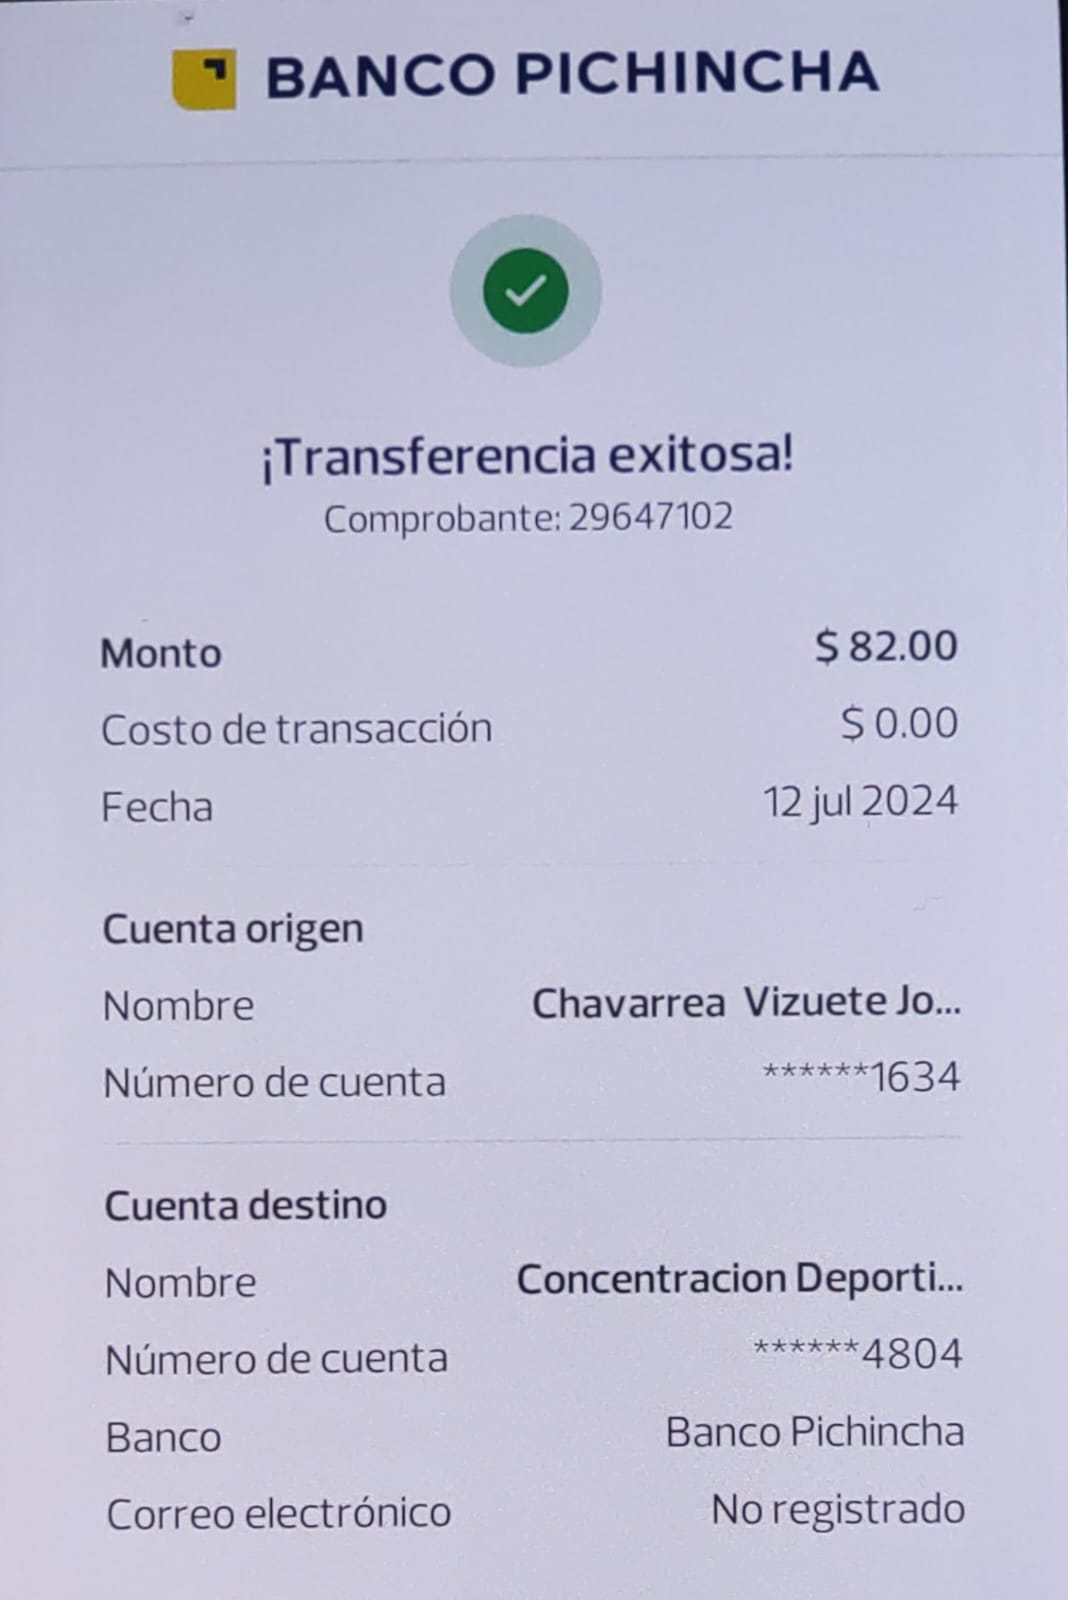 BANCO PICHINCHA
¡Transferencia exitosa!
Comprobante: 29647102
Monto $ 82.00
Costo de transacción $ 0.00
Fecha 12 jul 2024
Cuenta origen
Nombre Chavarrea Vizuete Jo...
Número de cuenta ******1634
Cuenta destino
Nombre Concentracion Deporti...
Número de cuenta ******4804
Banco Banco Pichincha
Correo electrónico No registrado